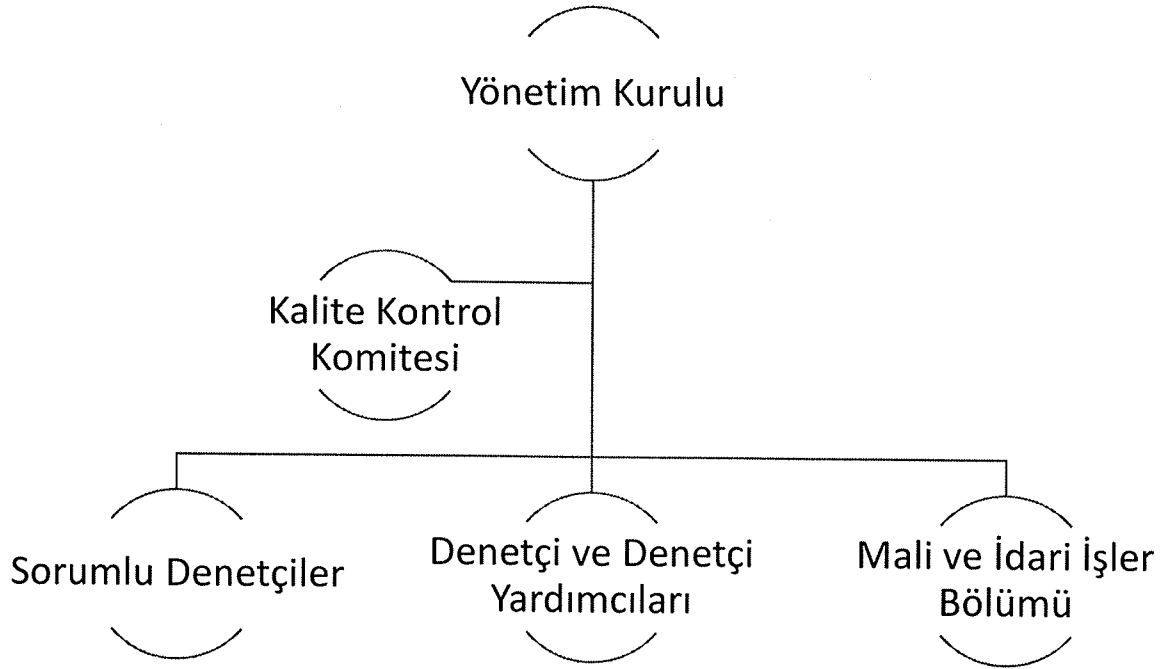 Yönetim Kurulu
Kalite Kontrol
Komitesi
Sorumlu Denetçiler
Denetçi ve Denetçi
Yardımcıları
Mali ve İdari İşler
Bölümü